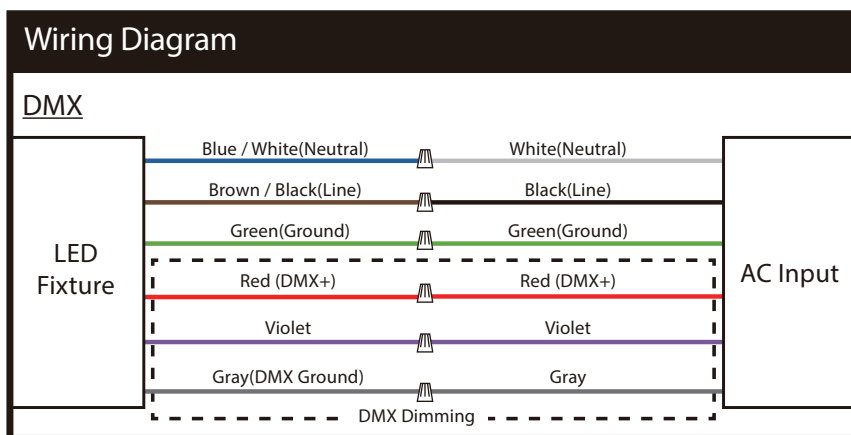 Wiring Diagram
DMX
Blue / White(Neutral) White(Neutral)
Brown / Black(Line) Black(Line)
Green(Ground) Green(Ground)
LED
Fixture
AC Input
Red (DMX+) Red (DMX+)
Violet Violet
Gray(DMX Ground) Gray
DMX Dimming